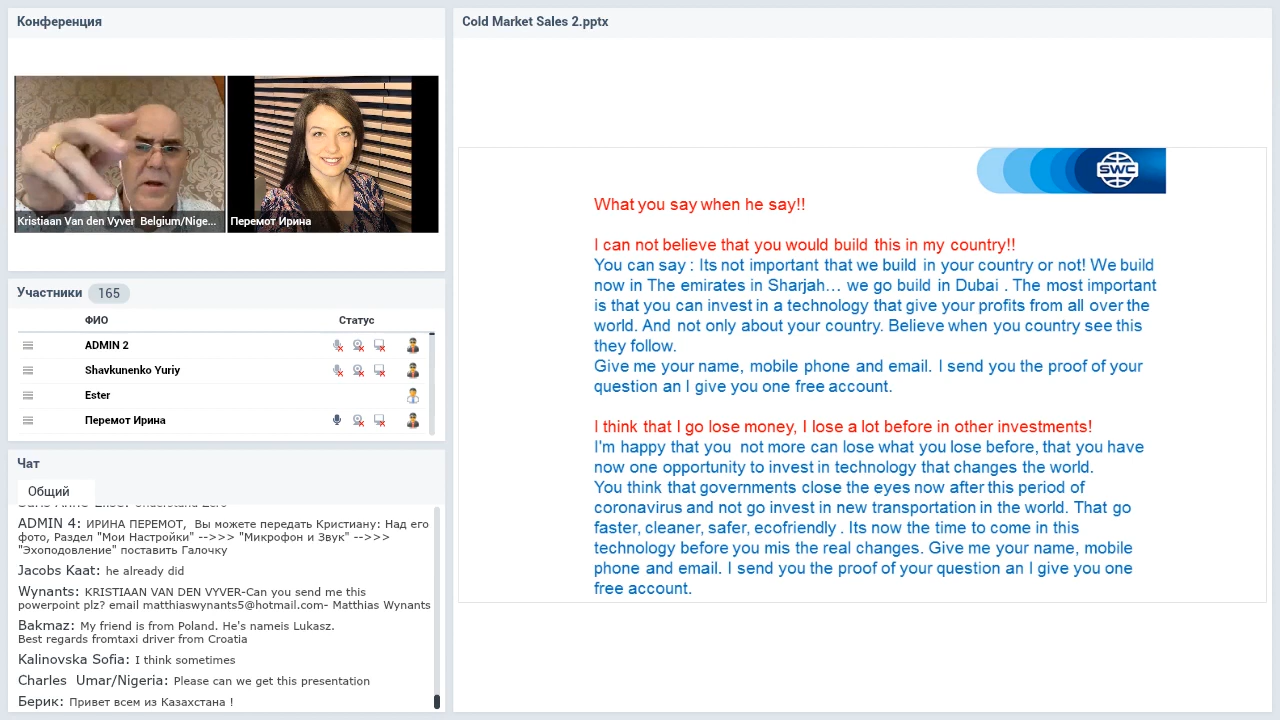 Конференция
Kristiaan Van den Vyver Belgium/Nige...
Перемот Ирина
Участники 165
ФИО Статус
ADMIN 2
Shavkunenko Yuriy
Ester
Перемот Ирина
Чат
Общий
ADMIN 4: ИРИНА ПЕРЕМОТ, Вы можете передать Кристиану: Над его
фото, Раздел "Мои Настройки" -->>> "Микрофон и Звук" -->>>
"Эхоподовление" поставить Галочку
Jacobs Kaat: he already did
Wynants: KRISTIAAN VAN DEN VYVER-Can you send me this
powerpoint plz? email matthiaswynants5@hotmail.com- Matthias Wynants
Bakmaz: My friend is from Poland. He's nameis Lukasz.
Best regards fromtaxi driver from Croatia
Kalinovska Sofia: I think sometimes
Charles Umar/Nigeria: Please can we get this presentation
Берик: Привет всем из Казахстана !
Cold Market Sales 2.pptx
SWC
What you say when he say!!
I can not believe that you would build this in my country!!
You can say : Its not important that we build in your country or not! We build
now in The emirates in Sharjah... we go build in Dubai . The most important
is that you can invest in a technology that give your profits from all over the
world. And not only about your country. Believe when you country see this
they follow.
Give me your name, mobile phone and email. I send you the proof of your
question an I give you one free account.
I think that I go lose money, I lose a lot before in other investments!
I'm happy that you not more can lose what you lose before, that you have
now one opportunity to invest in technology that changes the world.
You think that governments close the eyes now after this period of
coronavirus and not go invest in new transportation in the world. That go
faster, cleaner, safer, ecofriendly . Its now the time to come in this
technology before you mis the real changes. Give me your name, mobile
phone and email. I send you the proof of your question an I give you one
free account.